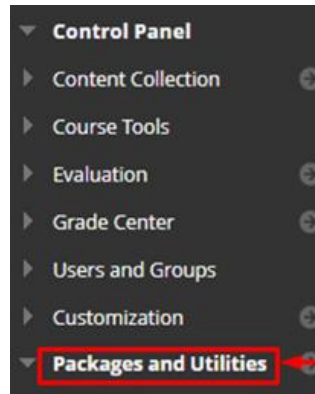 Control Panel
Content Collection
Course Tools
Evaluation
Grade Center
Users and Groups
Customization
Packages and Utilities